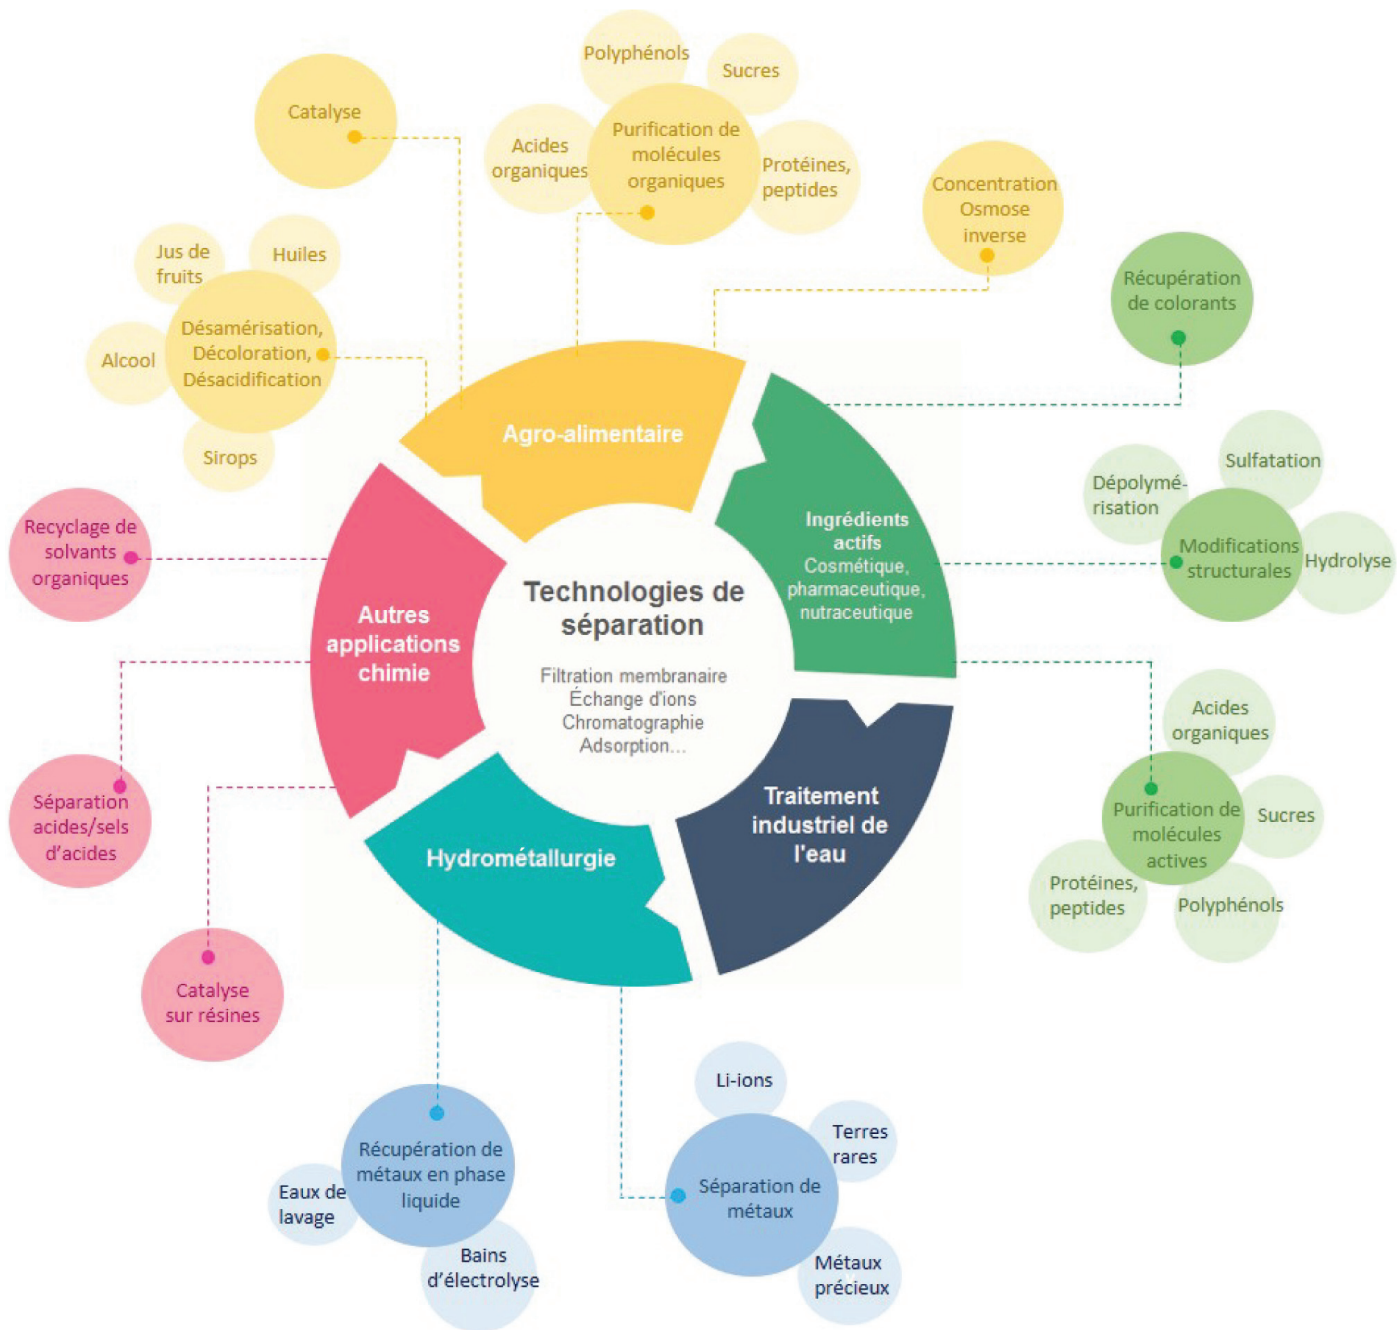 Polyphénols
Sucres
Catalyse
Acides
organiques
Purification de
molécules
organiques
Protéines,
peptides
Concentration
Osmose
inverse
Jus de
fruits
Huiles
Alcool
Désamérisation,
Décoloration,
Désacidification
Sirops
Récupération
de colorants
Agro-alimentaire
Sulfatation
Dépolymé-
risation
Modifications
structurales
Hydrolyse
Ingrédients
actifs
Cosmétique,
pharmaceutique,
nutraceutique
Recyclage de
solvants
organiques
Autres
applications
chimie
Technologies de
séparation
Filtration membranaire
Échange d'ions
Chromatographie
Adsorption...
Acides
organiques
Purification de
molécules
actives
Sucres
Protéines,
peptides
Polyphénols
Séparation
acides/sels
d'acides
Traitement
industriel de
l'eau
Hydrométallurgie
Catalyse
sur résines
Li-ions
Terres
rares
Récupération de
métaux en phase
liquide
Séparation de
métaux
Eaux de
lavage
Bains
d'électrolyse
Métaux
précieux